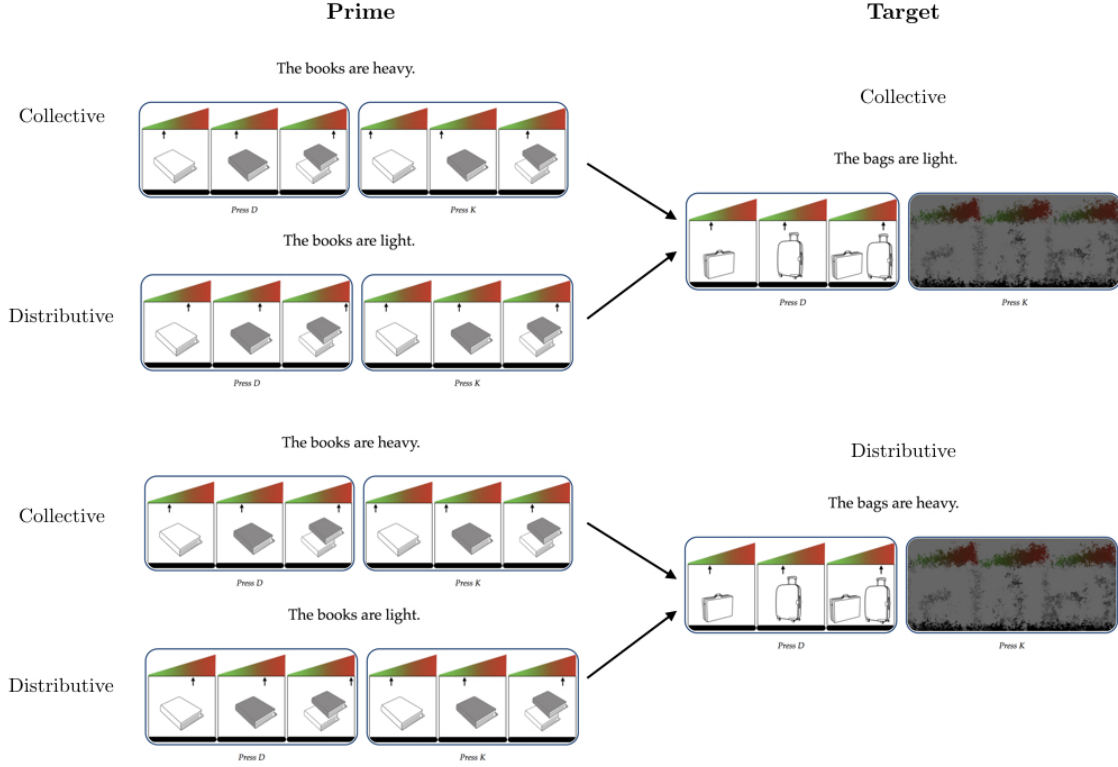 Prime
Target
The books are heavy.
Collective
Press D
Press K
The books are light.
Distributive
Press D
Press K
Collective
The bags are light.
Press D
Press K
The books are heavy.
Collective
Press D
Press K
The books are light.
Distributive
Press D
Press K
Distributive
The bags are heavy.
Press D
Press K